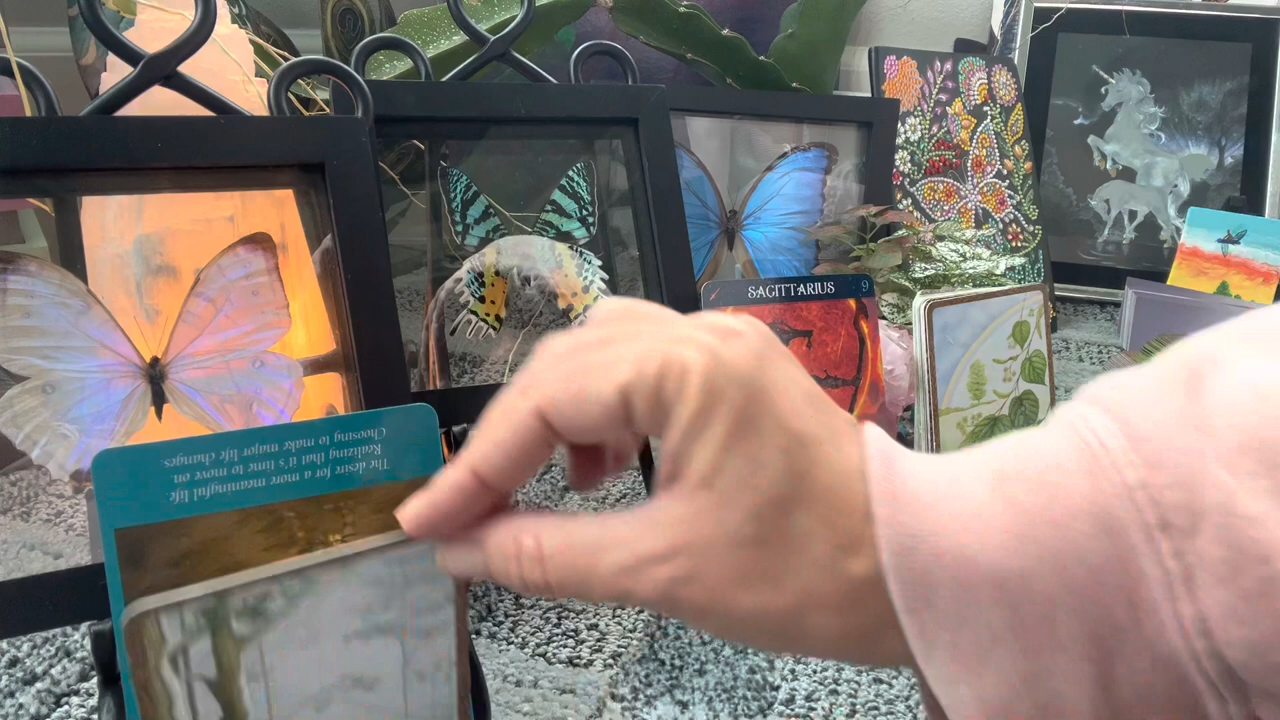 SAGITTARIUS 9
The desire for a more meaningful life.
Realizing that it's time to move on.
Choosing to make major life changes.